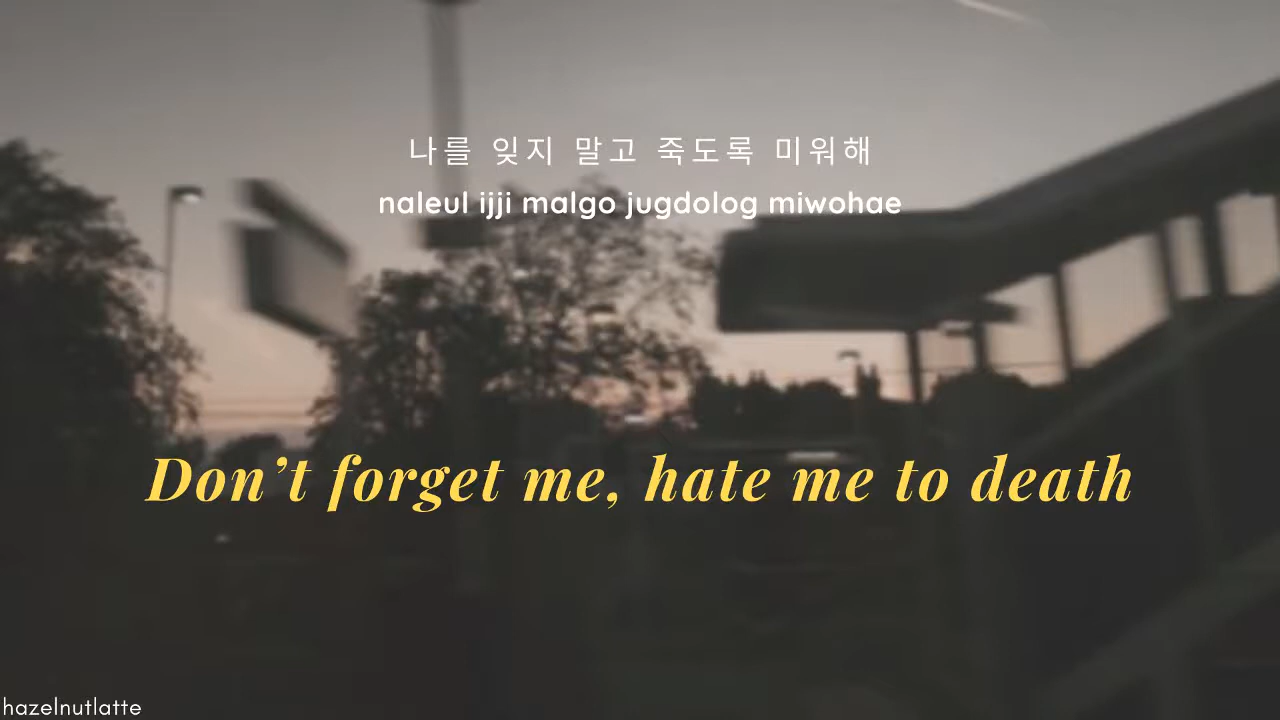 나를 잊지 말고 죽도록 미워해
naleul ijji malgo jugdolog miwohae
Don’t forget me, hate me to death
hazelnutlatte